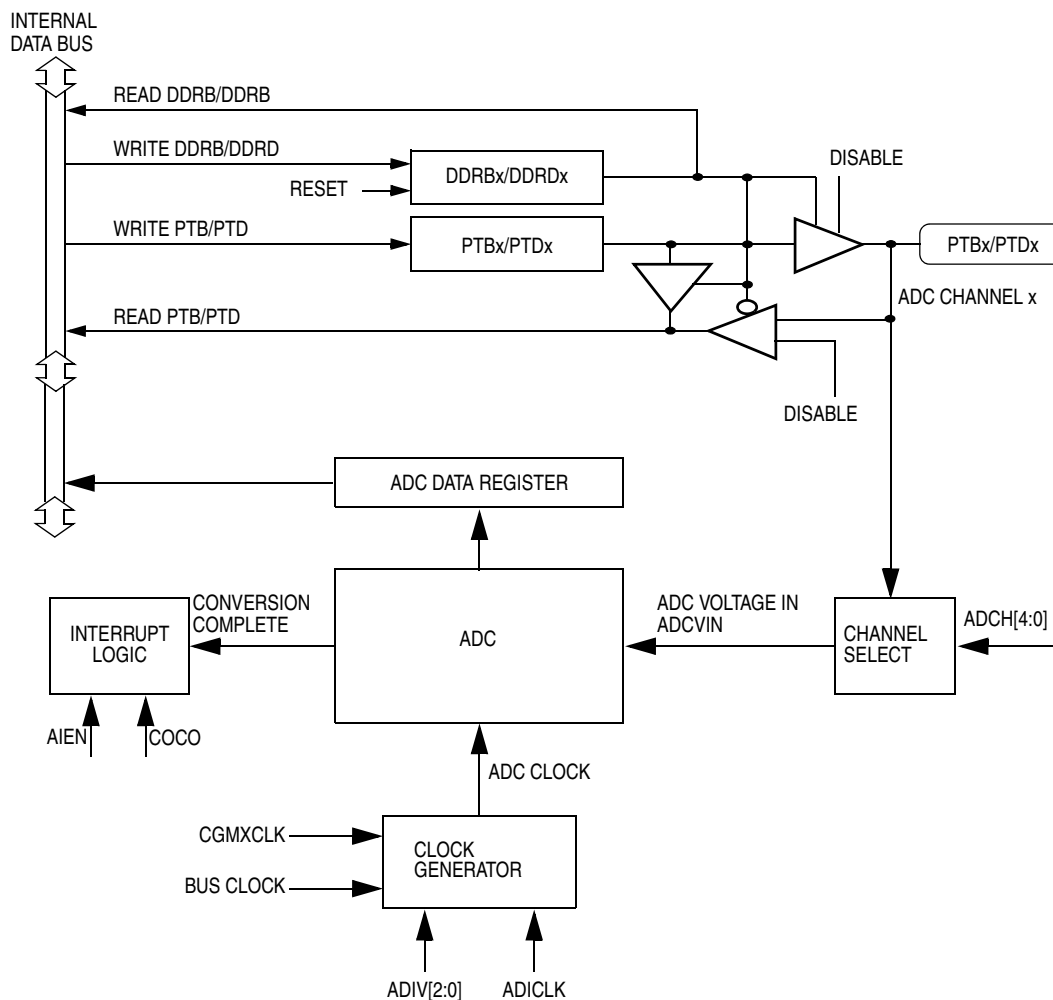 INTERNAL
DATA BUS
READ DDRB/DDRB
WRITE DDRB/DDRD
DISABLE
RESET
DDRBx/DDRDx
WRITE PTB/PTD
PTBx/PTDx
PTBx/PTDx
ADC CHANNEL x
READ PTB/PTD
DISABLE
ADC DATA REGISTER
CONVERSION
COMPLETE
INTERRUPT
LOGIC
ADC
ADC VOLTAGE IN
ADCVIN
CHANNEL
SELECT
ADCH[4:0]
AIEN
COCO
ADC CLOCK
CGMXCLK
BUS CLOCK
CLOCK
GENERATOR
ADIV[2:0]
ADICLK